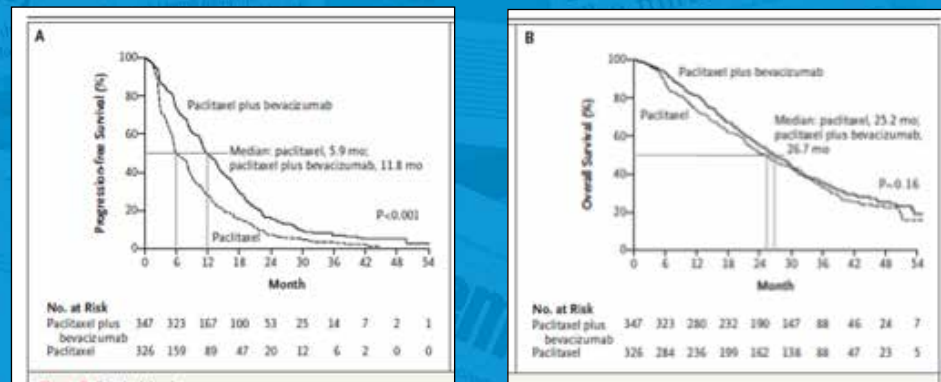 A
Progression-free Survival (%)
100
80
60
40
20
0
Paclitaxel plus bevacizumab
Median: paclitaxel, 5.9 mo;
paclitaxel plus bevacizumab, 11.8 mo
P<0.001
Paclitaxel
0 6 12 18 24 30 36 42 48 54
Month
No. at Risk
Paclitaxel plus 347 323 167 100 53 25 14 7 2 1
bevacizumab
Paclitaxel 326 159 89 47 20 12 6 2 0 0
B
Overall Survival (%)
100
80
60
40
20
0
Paclitaxel plus bevacizumab
Paclitaxel
Median: paclitaxel, 25.2 mo;
paclitaxel plus bevacizumab,
26.7 mo
P=0.16
0 6 12 18 24 30 36 42 48 54
Month
No. at Risk
Paclitaxel plus 347 323 280 232 190 147 88 46 24 7
bevacizumab
Paclitaxel 326 284 236 199 162 138 88 47 23 5